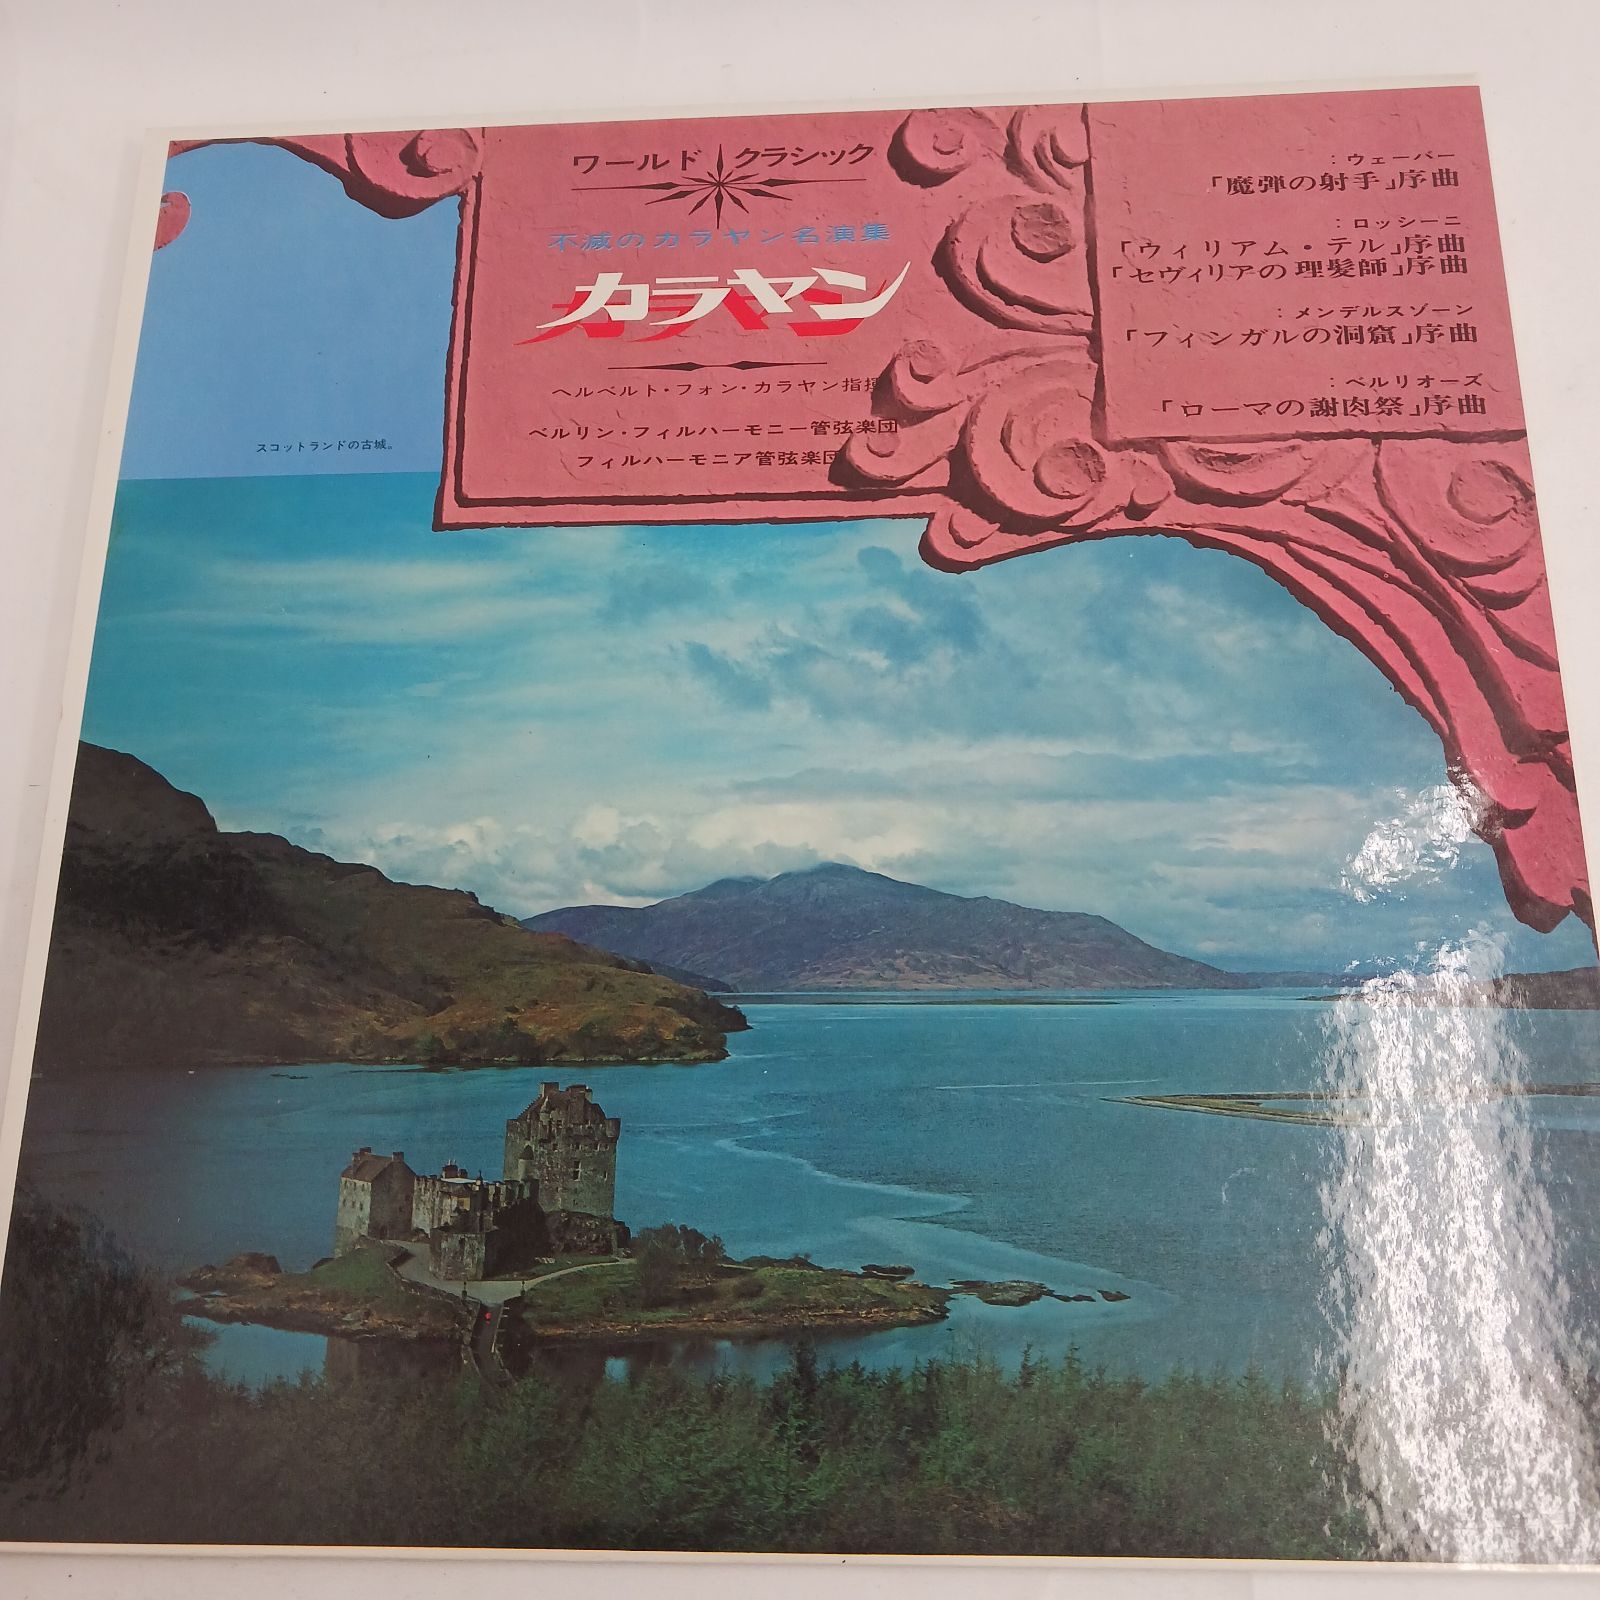 ワールド クラシック
不滅のカラヤン名演集
カラヤン
ヘルベルト・フォン・カラヤン指揮
ベルリン・フィルハーモニー管弦楽団
フィルハーモニア管弦楽団
スコットランドの古城。
：ウェーバー
「魔弾の射手」序曲
：ロッシーニ
「ウィリアム・テル」序曲
「セヴィリアの理髪師」序曲
：メンデルスゾーン
「フィンガルの洞窟」序曲
：ベルリオーズ
「ローマの謝肉祭」序曲